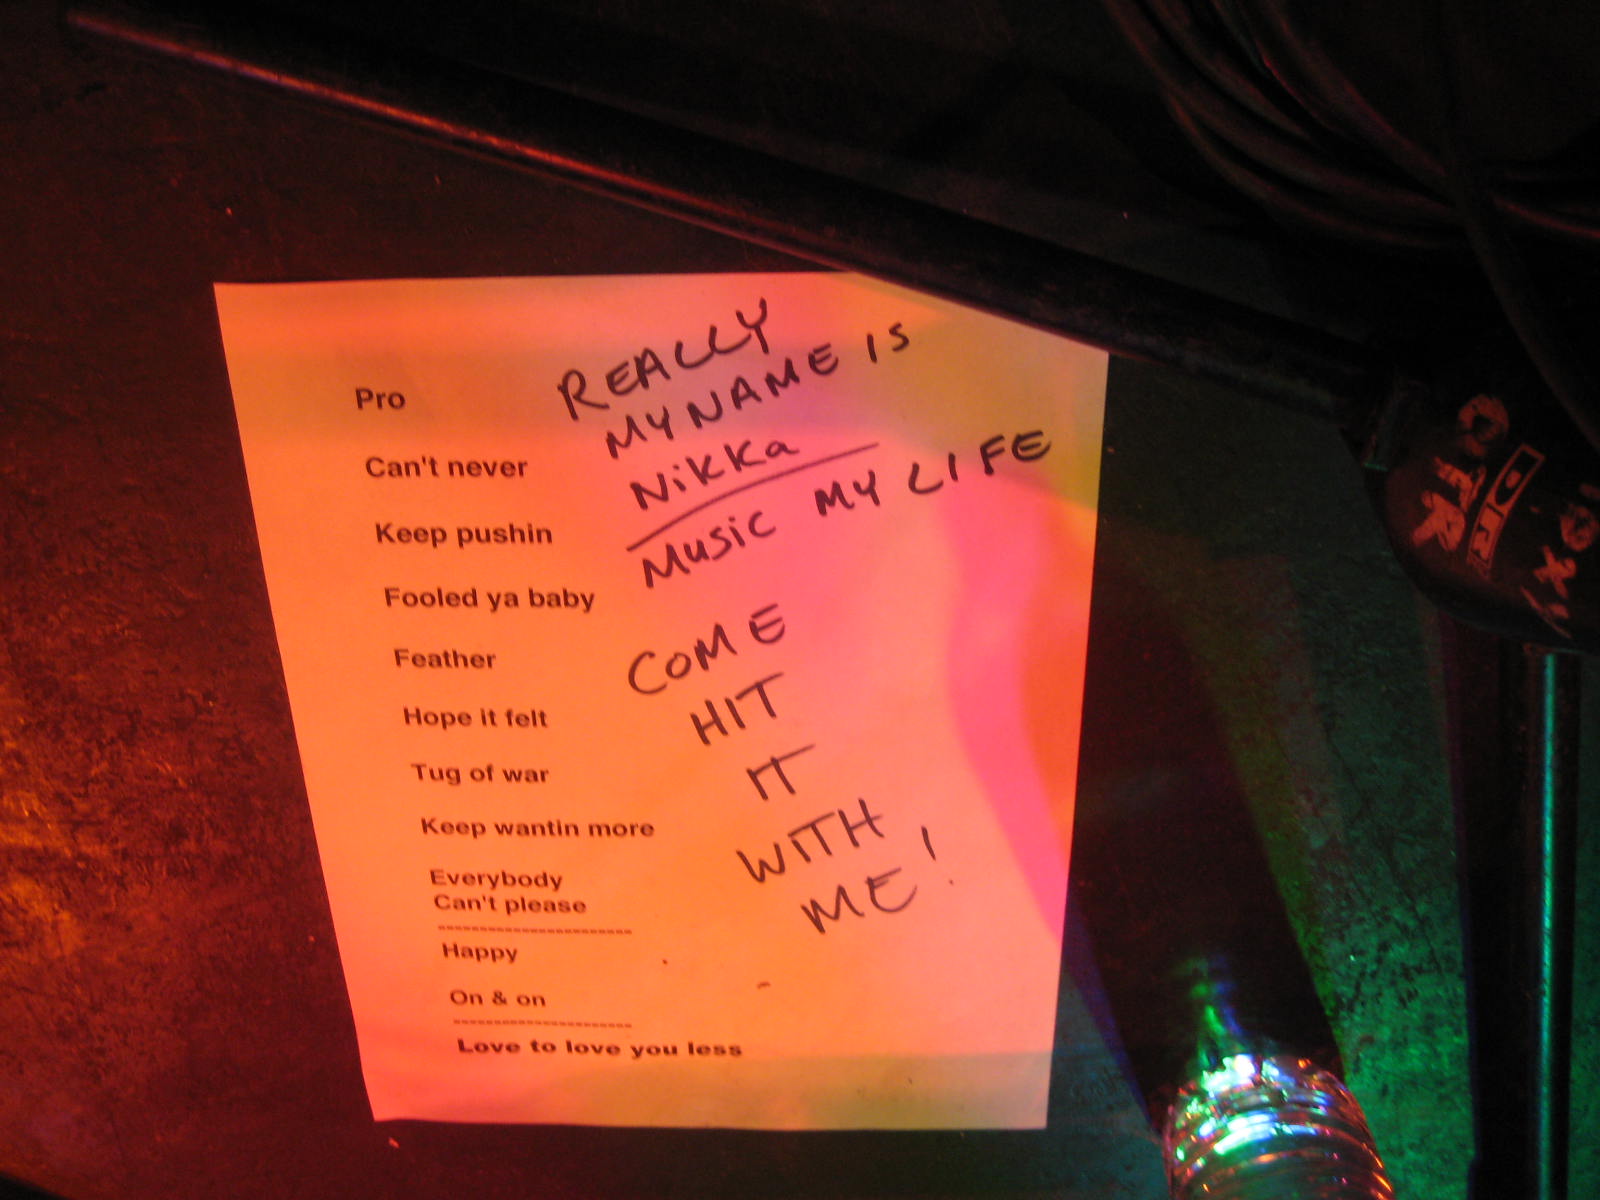 Pro
Can't never
Keep pushin
Fooled ya baby
Feather
Hope it felt
Tug of war
Keep wantin more
Everybody
Can't please
------------------------
Happy
On & on
------------------------
Love to love you less
REALLY
MY NAME IS
NiKKa
MUSiC MY LIFE
COME
HIT
IT
WITH
ME!